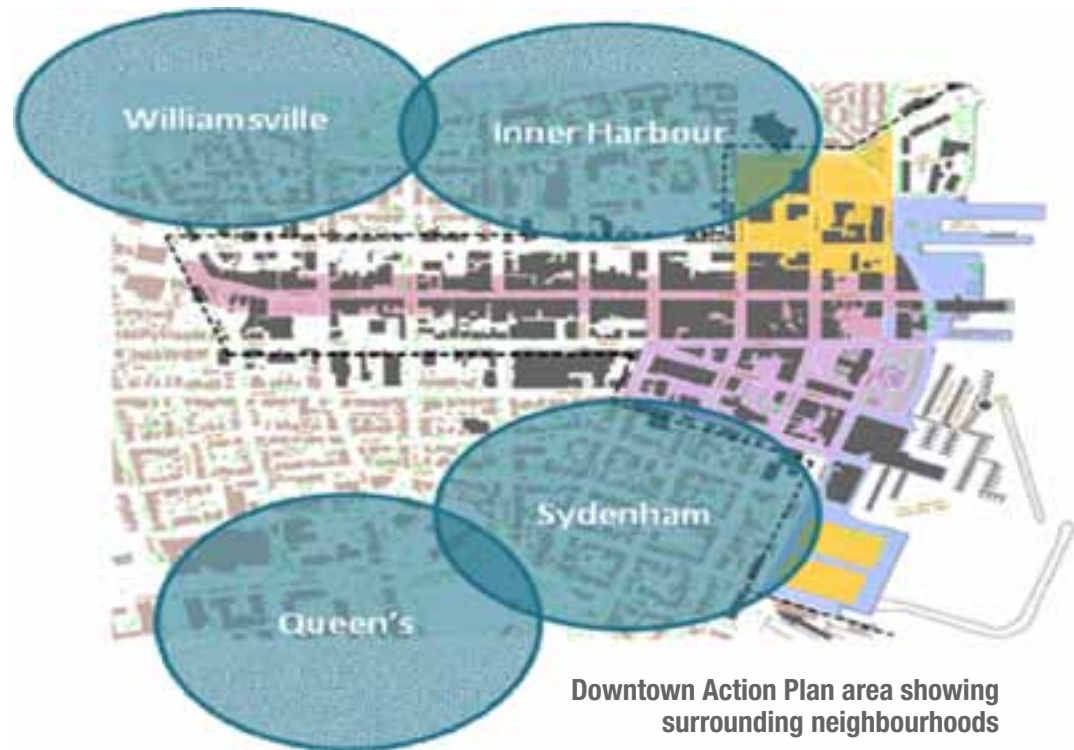 Williamsville
Inner Harbour
Sydenham
Queen's
Downtown Action Plan area showing
surrounding neighbourhoods